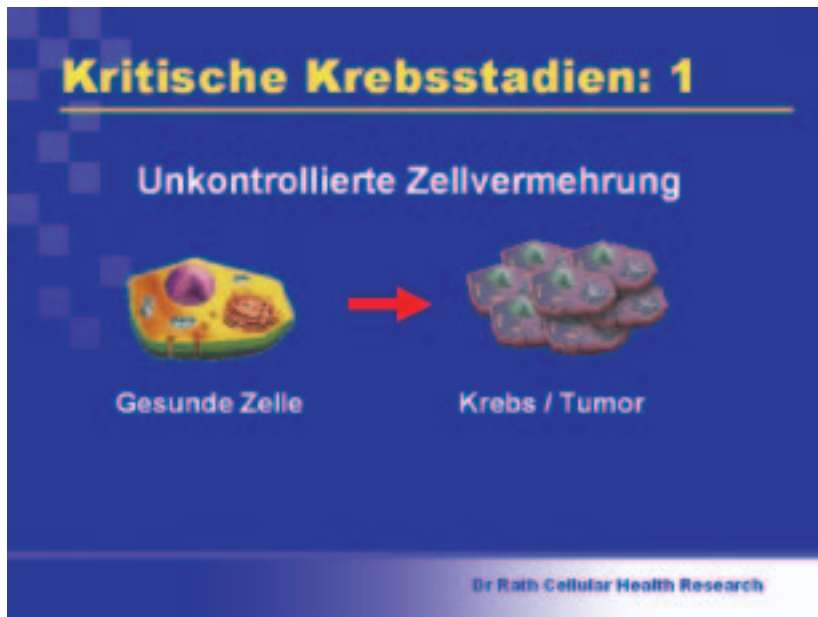 Kritische Krebsstadien: 1
Unkontrollierte Zellvermehrung
Gesunde Zelle
Krebs / Tumor
Dr Rath Cellular Health Research